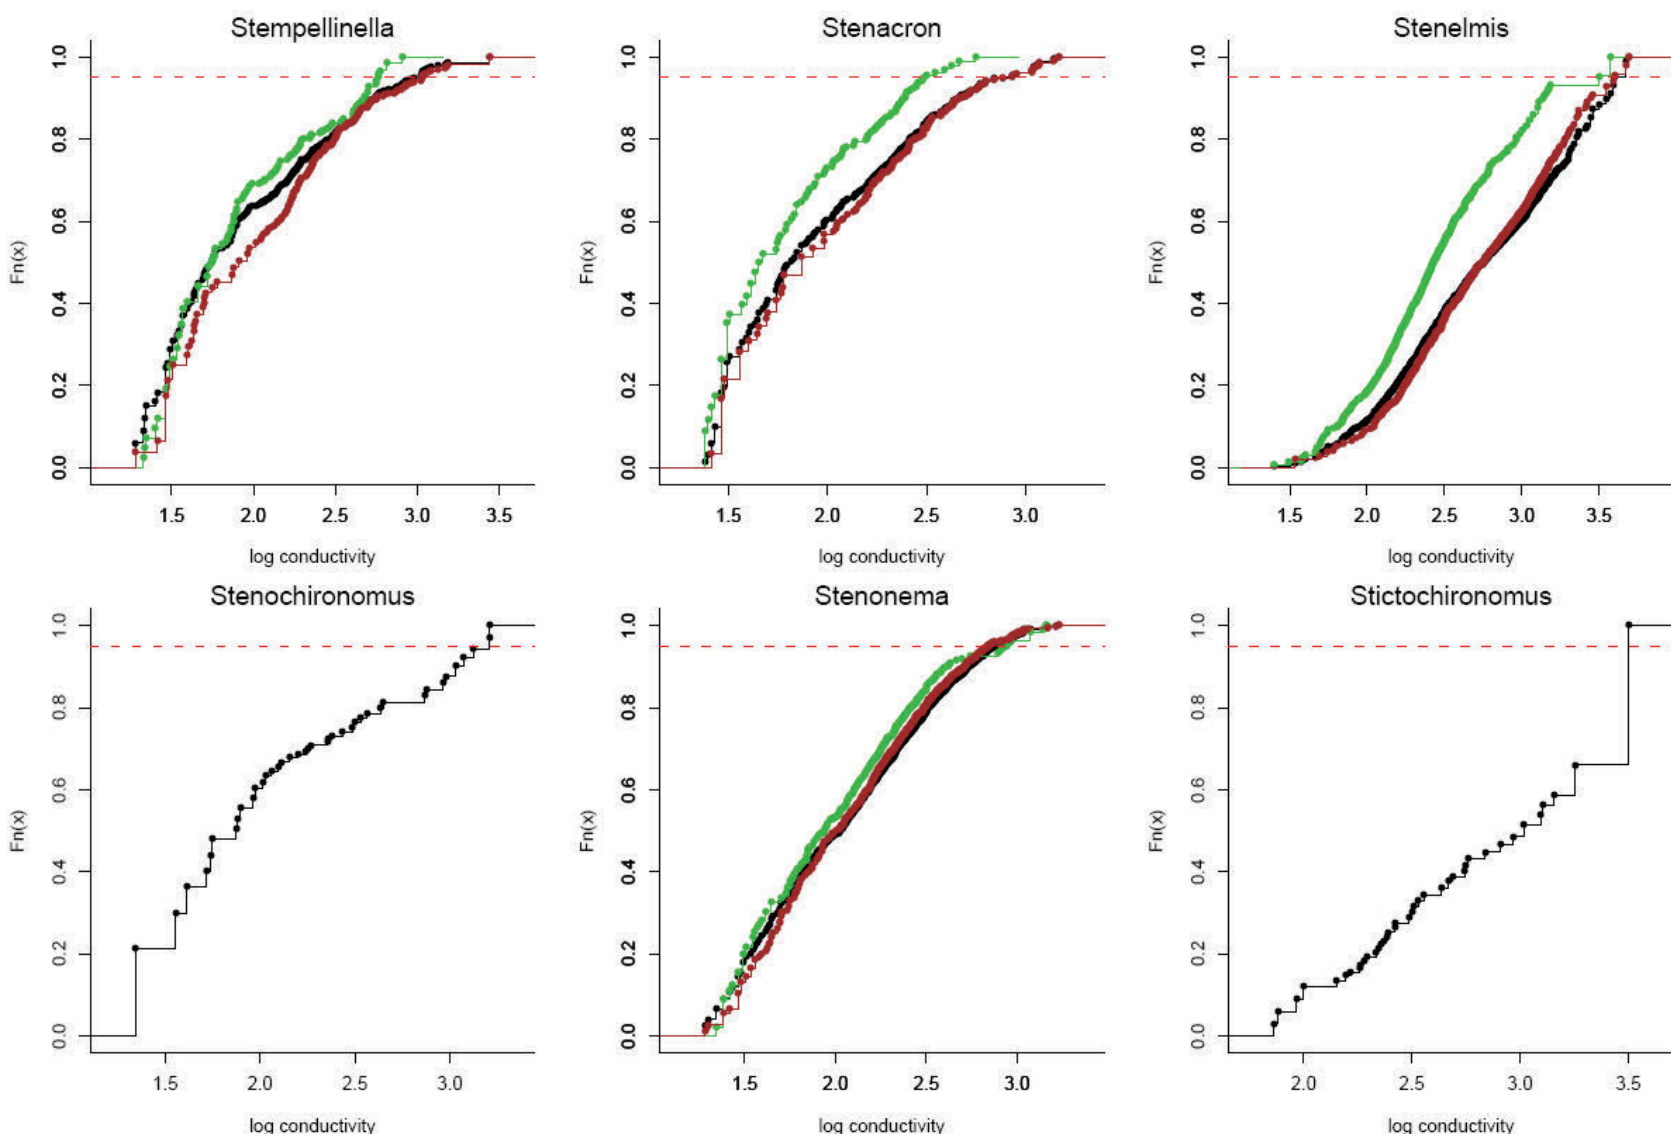 Stempellinella
Fn(x)
0.0 0.2 0.4 0.6 0.8 1.0
1.5 2.0 2.5 3.0 3.5
log conductivity
Stenacron
Fn(x)
0.0 0.2 0.4 0.6 0.8 1.0
1.5 2.0 2.5 3.0
log conductivity
Stenelmis
Fn(x)
0.0 0.2 0.4 0.6 0.8 1.0
1.5 2.0 2.5 3.0 3.5
log conductivity
Stenochironomus
Fn(x)
0.0 0.2 0.4 0.6 0.8 1.0
1.5 2.0 2.5 3.0
log conductivity
Stenonema
Fn(x)
0.0 0.2 0.4 0.6 0.8 1.0
1.5 2.0 2.5 3.0
log conductivity
Stictochironomus
Fn(x)
0.0 0.2 0.4 0.6 0.8 1.0
2.0 2.5 3.0 3.5
log conductivity